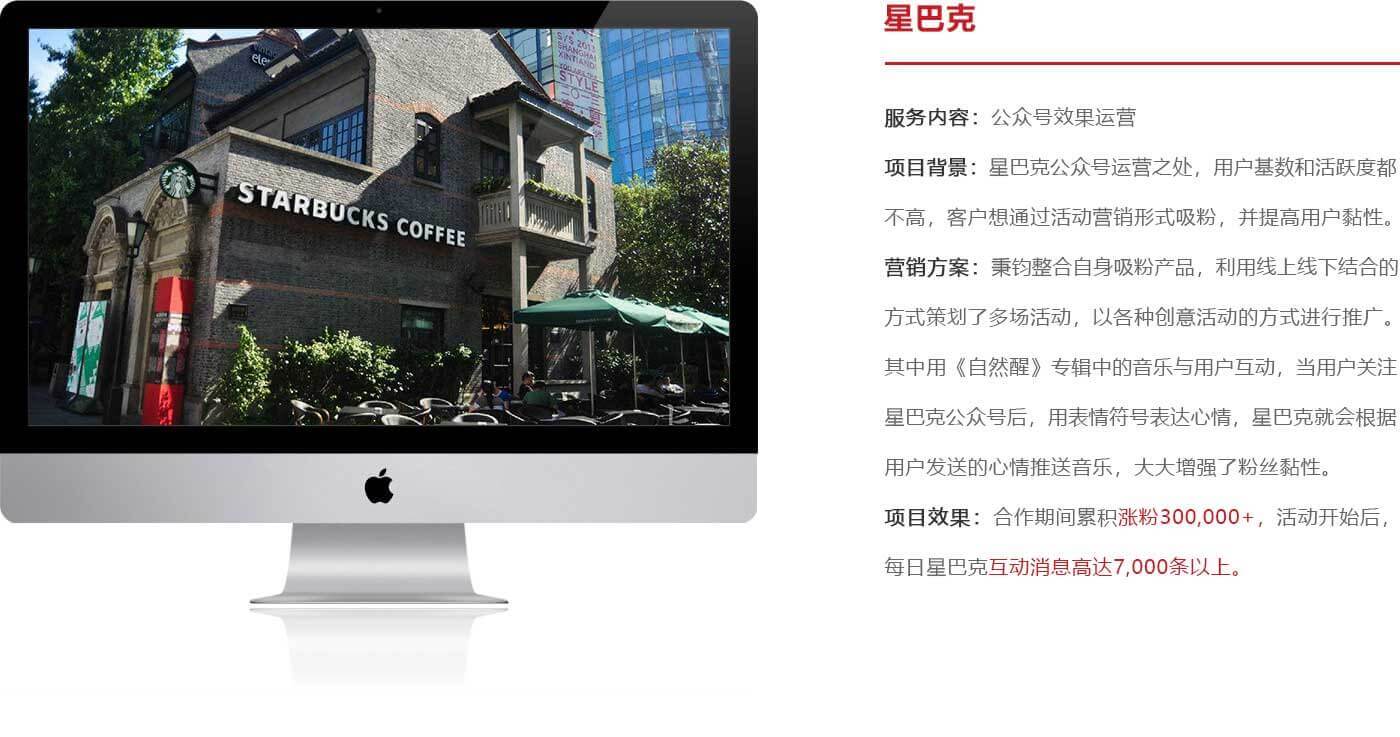 S/S 2013
SHANGHAI
XINTIANDI
STYLE
STARBUCKS COFFEE
星巴克
服务内容：公众号效果运营
项目背景：星巴克公众号运营之处，用户基数和活跃度都
不高，客户想通过活动营销形式吸粉，并提高用户黏性。
营销方案：秉钧整合自身吸粉产品，利用线上线下结合的
方式策划了多场活动，以各种创意活动的方式进行推广。
其中用《自然醒》专辑中的音乐与用户互动，当用户关注
星巴克公众号后，用表情符号表达心情，星巴克就会根据
用户发送的心情推送音乐，大大增强了粉丝黏性。
项目效果：合作期间累积涨粉300,000+，活动开始后，
每日星巴克互动消息高达7,000条以上。